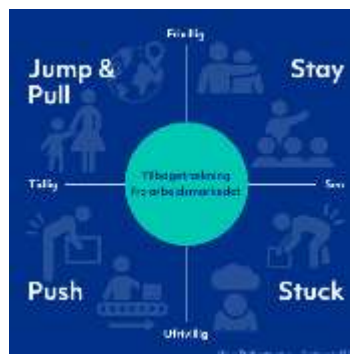 Frivillig
Jump &
Pull
Stay
Tilbagetrækning
fra arbejdsmarkedet
Tidlig
Sen
Push
Stuck
Ufrivillig